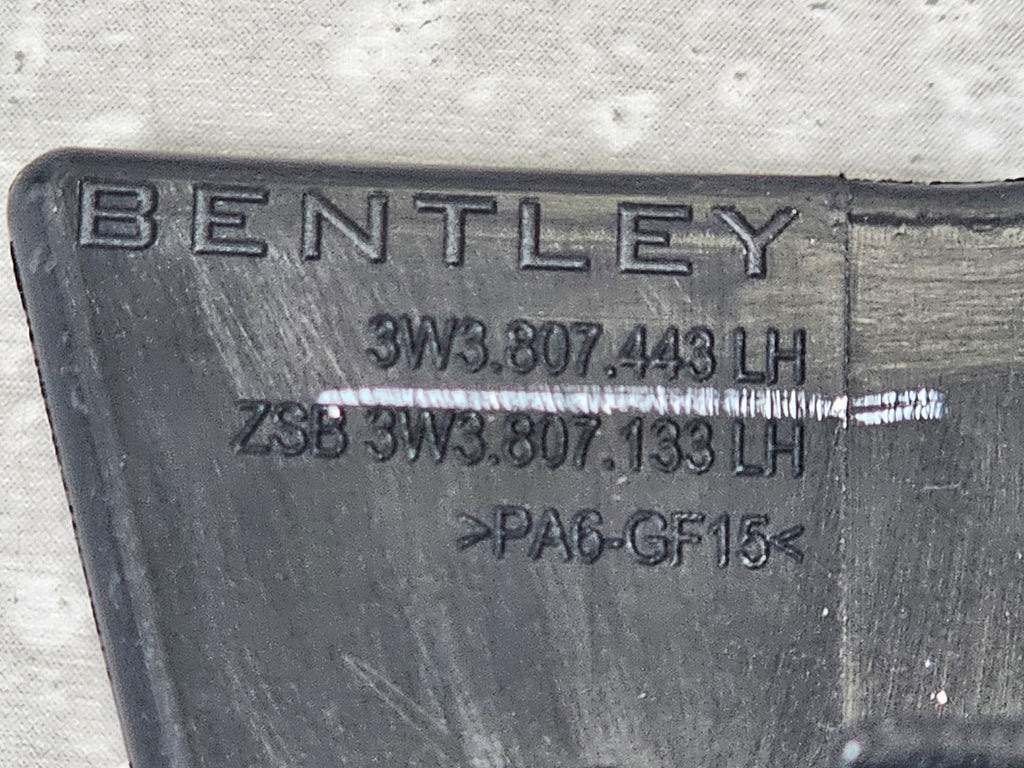 BENTLEY
3W3.807.443 LH
ZSB 3W3.807.133 LH
>PA6-GF15<